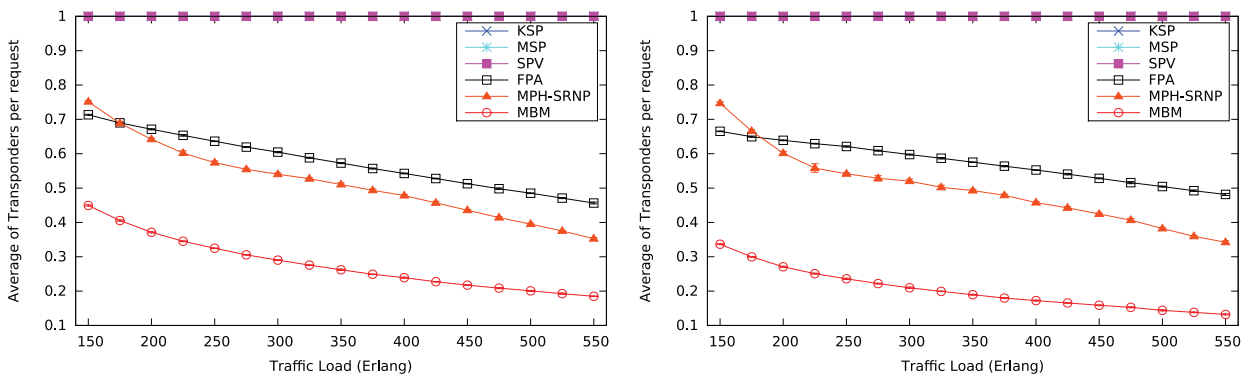 1
0.9
0.8
0.7
0.6
0.5
0.4
0.3
0.2
0.1
150 200 250 300 350 400 450 500 550
Average of Transponders per request
Traffic Load (Erlang)
KSP
MSP
SPV
FPA
MPH-SRNP
MBM
1
0.9
0.8
0.7
0.6
0.5
0.4
0.3
0.2
0.1
150 200 250 300 350 400 450 500 550
Average of Transponders per request
Traffic Load (Erlang)
KSP
MSP
SPV
FPA
MPH-SRNP
MBM